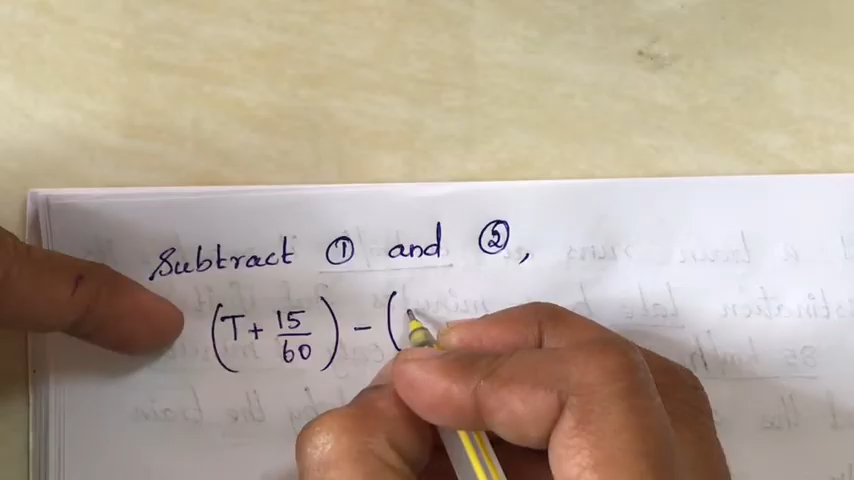 Subtract ① and ②,
(T + 15/60) - (